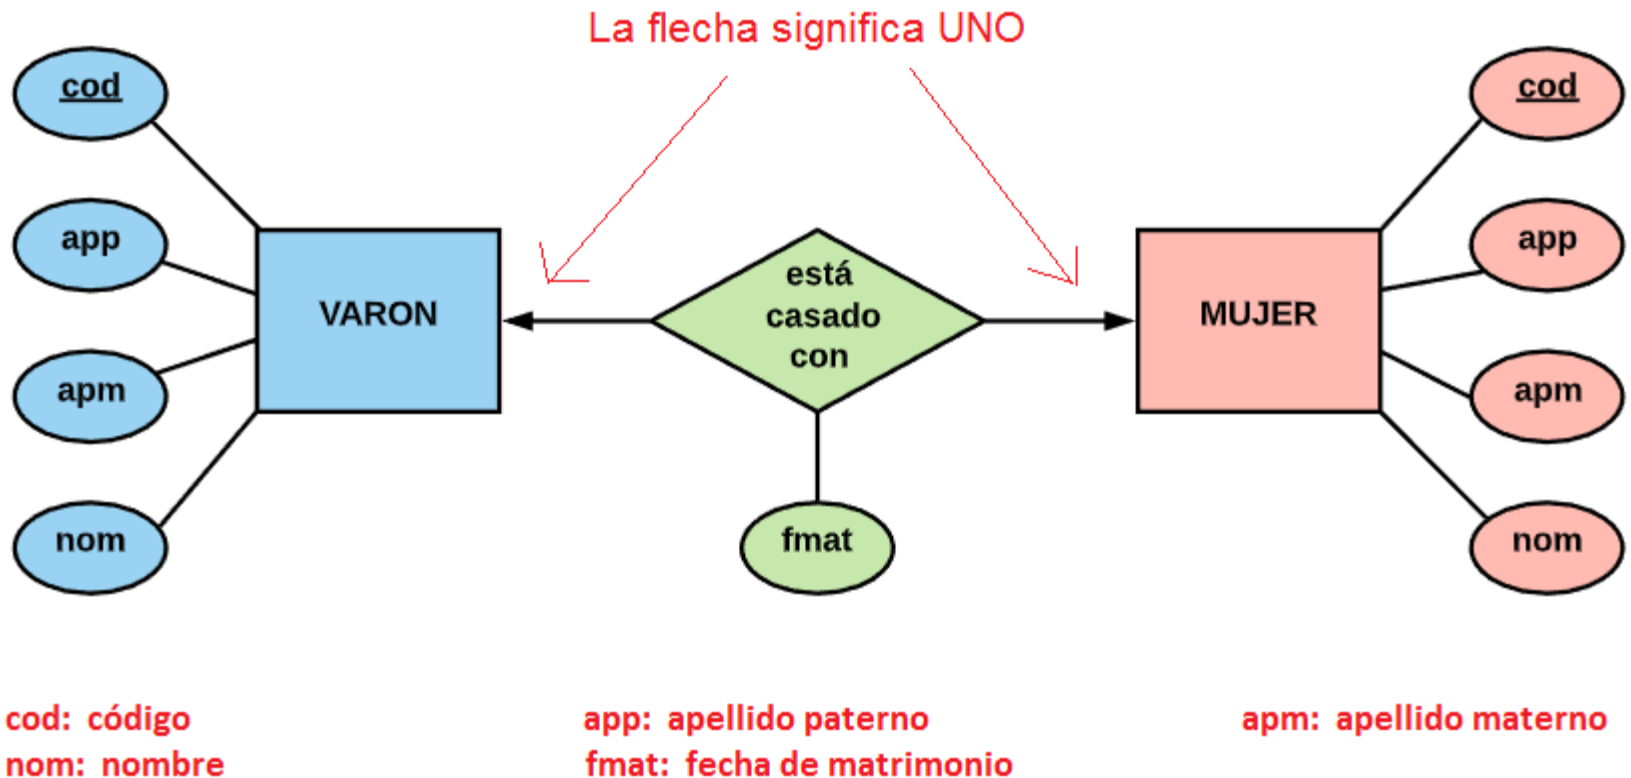 La flecha significa UNO
cod
cod
app
app
VARON
está
casado
con
MUJER
apm
apm
nom
fmat
nom
cod: código
app: apellido paterno
apm: apellido materno
nom: nombre
fmat: fecha de matrimonio